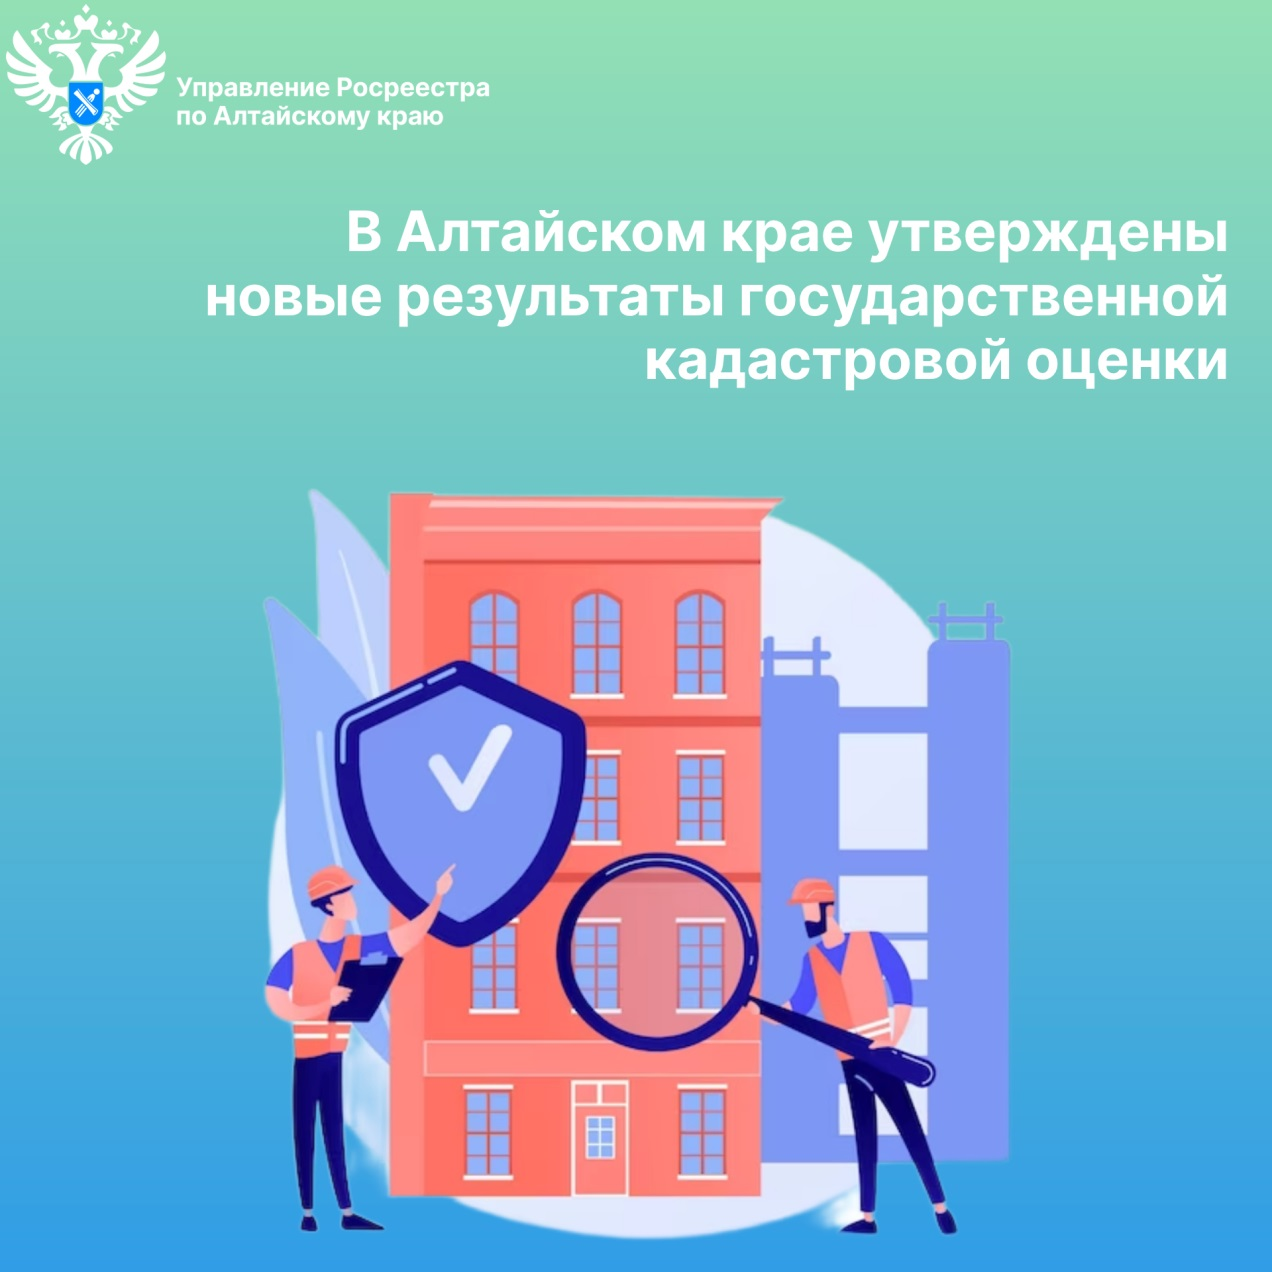 Управление Росреестра
по Алтайскому краю
В Алтайском крае утверждены
новые результаты государственной
кадастровой оценки